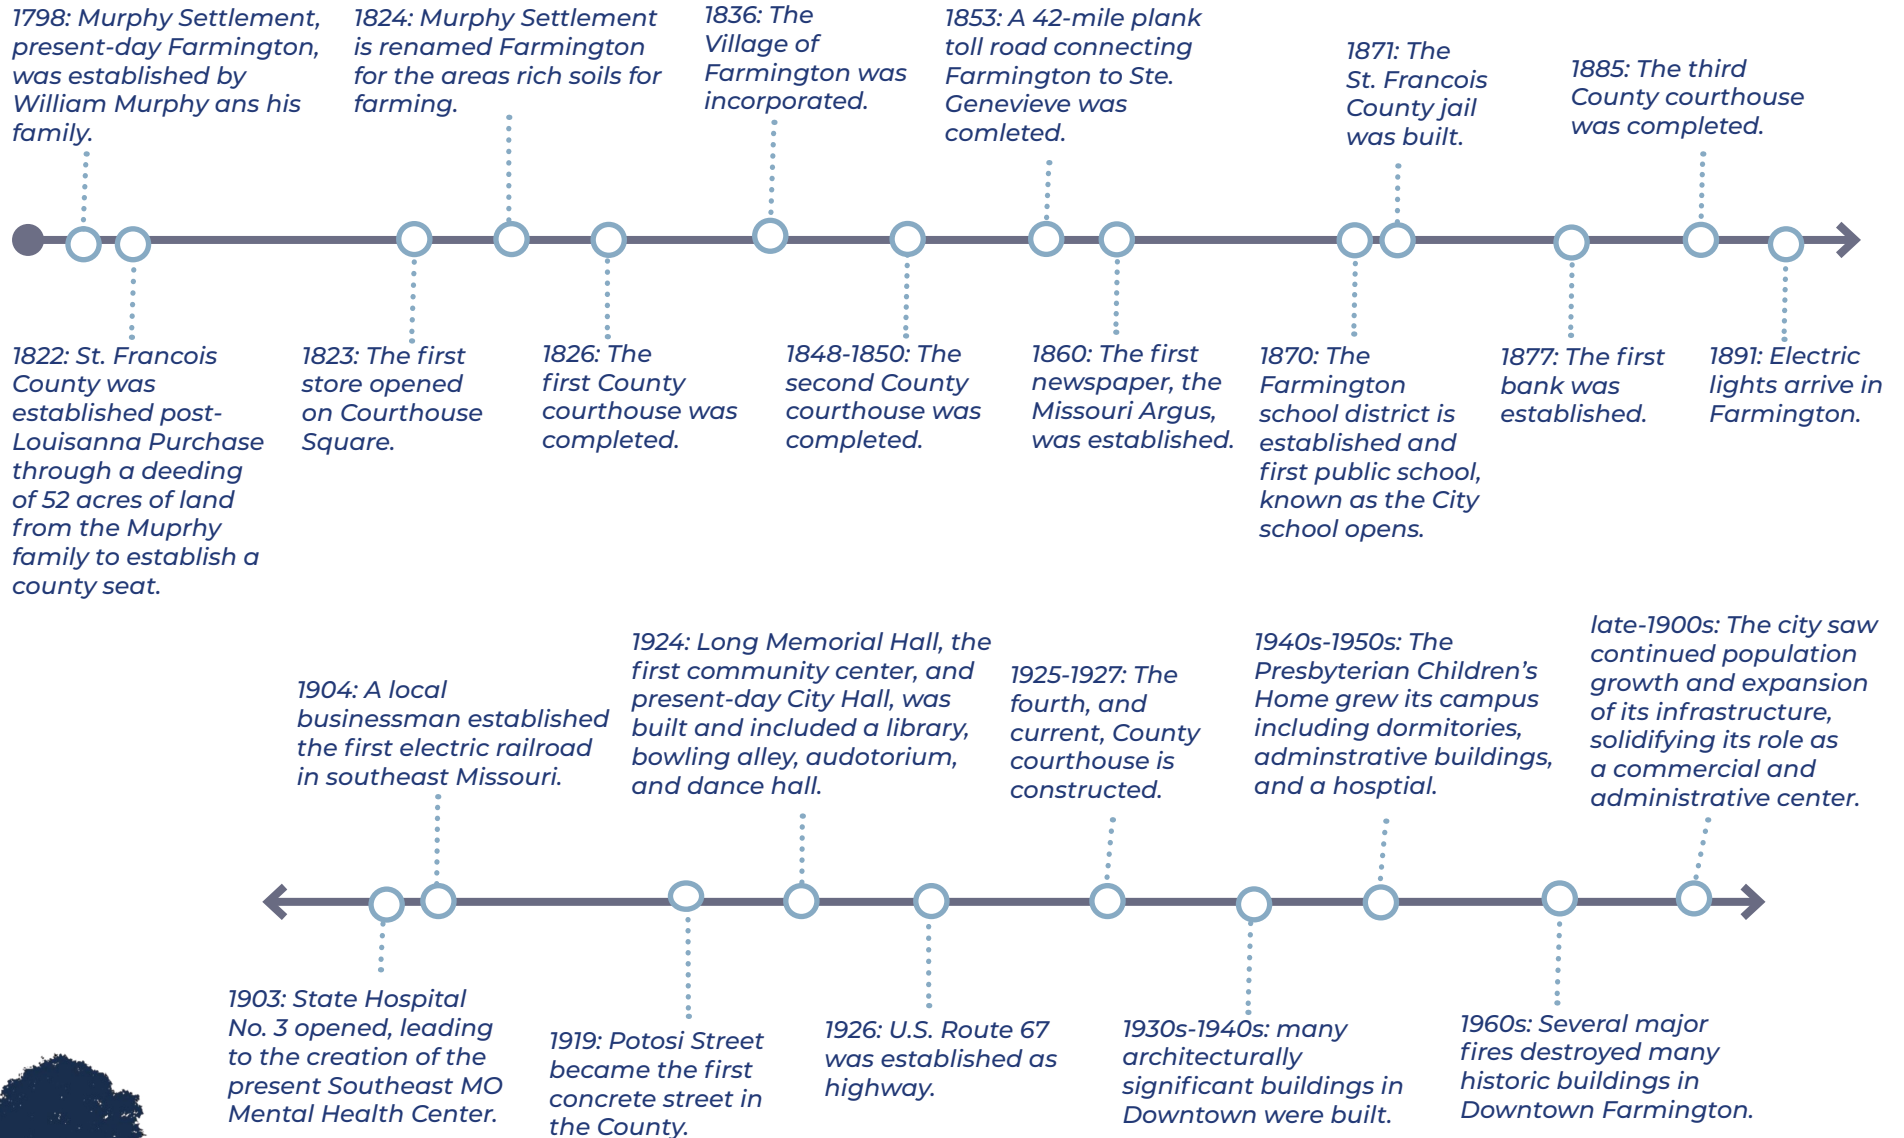 1798: Murphy Settlement,
present-day Farmington,
was established by
William Murphy ans his
family.
1824: Murphy Settlement
is renamed Farmington
for the areas rich soils for
farming.
1836: The
Village of
Farmington was
incorporated.
1853: A 42-mile plank
toll road connecting
Farmington to Ste.
Genevieve was
comleted.
1871: The
St. Francois
County jail
was built.
1885: The third
County courthouse
was completed.
1822: St. Francois
County was
established post-
Louisanna Purchase
through a deeding
of 52 acres of land
from the Muprhy
family to establish a
county seat.
1823: The first
store opened
on Courthouse
Square.
1826: The
first County
courthouse was
completed.
1848-1850: The
second County
courthouse was
completed.
1860: The first
newspaper, the
Missouri Argus,
was established.
1870: The
Farmington
school district is
established and
first public school,
known as the City
school opens.
1877: The first
bank was
established.
1891: Electric
lights arrive in
Farmington.
1904: A local
businessman established
the first electric railroad
in southeast Missouri.
1924: Long Memorial Hall, the
first community center, and
present-day City Hall, was
built and included a library,
bowling alley, audotorium,
and dance hall.
1925-1927: The
fourth, and
current, County
courthouse is
constructed.
1940s-1950s: The
Presbyterian Children's
Home grew its campus
including dormitories,
adminstrative buildings,
and a hosptial.
late-1900s: The city saw
continued population
growth and expansion
of its infrastructure,
solidifying its role as
a commercial and
administrative center.
1903: State Hospital
No. 3 opened, leading
to the creation of the
present Southeast MO
Mental Health Center.
1919: Potosi Street
became the first
concrete street in
the County.
1926: U.S. Route 67
was established as
highway.
1930s-1940s: many
architecturally
significant buildings in
Downtown were built.
1960s: Several major
fires destroyed many
historic buildings in
Downtown Farmington.